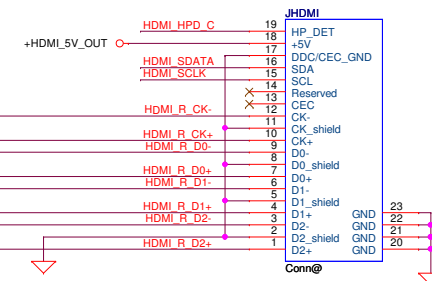 JHDMI
HDMI_HPD_C 19 HP_DET
+HDMI_5V_OUT 18 +5V
17 DDC/CEC_GND
HDMI_SDATA 16 SDA
HDMI_SCLK 15 SCL
14 Reserved
13 CEC
HDMI_R_CK- 12 CK-
11 CK_shield
HDMI_R_CK+ 10 CK+
HDMI_R_D0- 9 D0-
8 D0_shield
HDMI_R_D0+ 7 D0+
HDMI_R_D1- 6 D1-
5 D1_shield
HDMI_R_D1+ 4 D1+ GND 23
HDMI_R_D2- 3 D2- GND 22
2 D2_shield GND 21
HDMI_R_D2+ 1 D2+ GND 20
Conn@